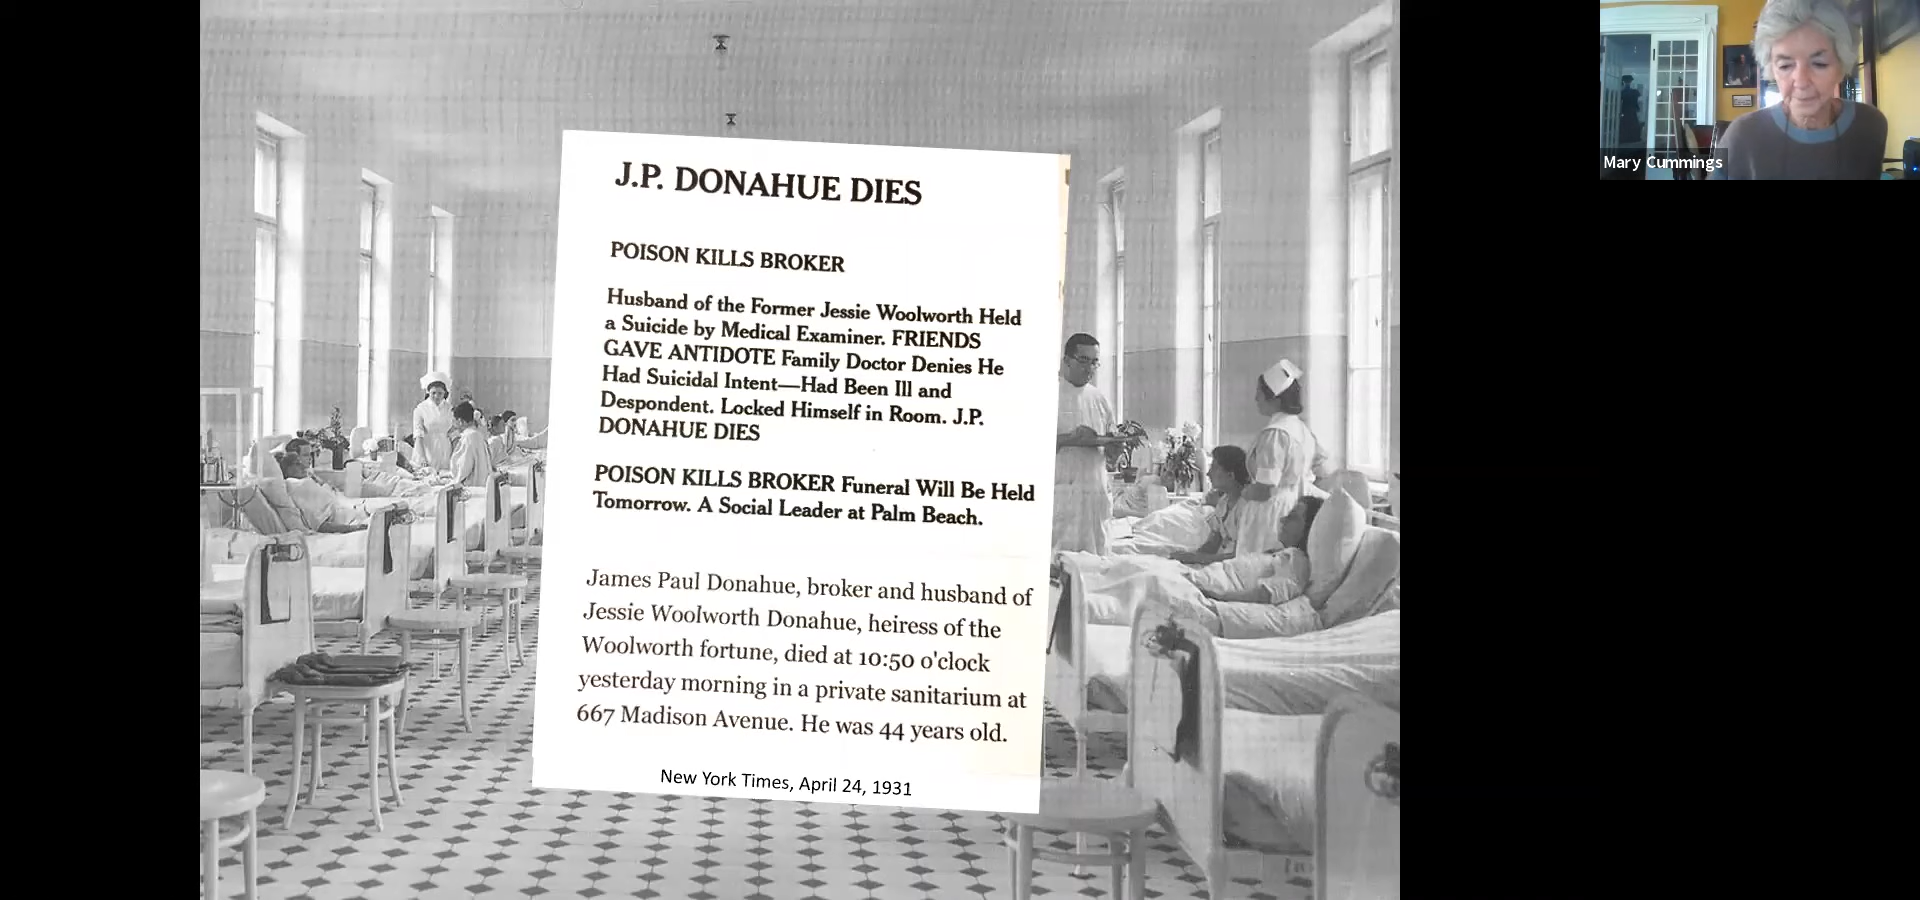 J.P. DONAHUE DIES
POISON KILLS BROKER
Husband of the Former Jessie Woolworth Held
a Suicide by Medical Examiner. FRIENDS
GAVE ANTIDOTE Family Doctor Denies He
Had Suicidal Intent—Had Been Ill and
Despondent. Locked Himself in Room. J.P.
DONAHUE DIES
POISON KILLS BROKER Funeral Will Be Held
Tomorrow. A Social Leader at Palm Beach.
James Paul Donahue, broker and husband of
Jessie Woolworth Donahue, heiress of the
Woolworth fortune, died at 10:50 o'clock
yesterday morning in a private sanitarium at
667 Madison Avenue. He was 44 years old.
New York Times, April 24, 1931
Mary Cummings